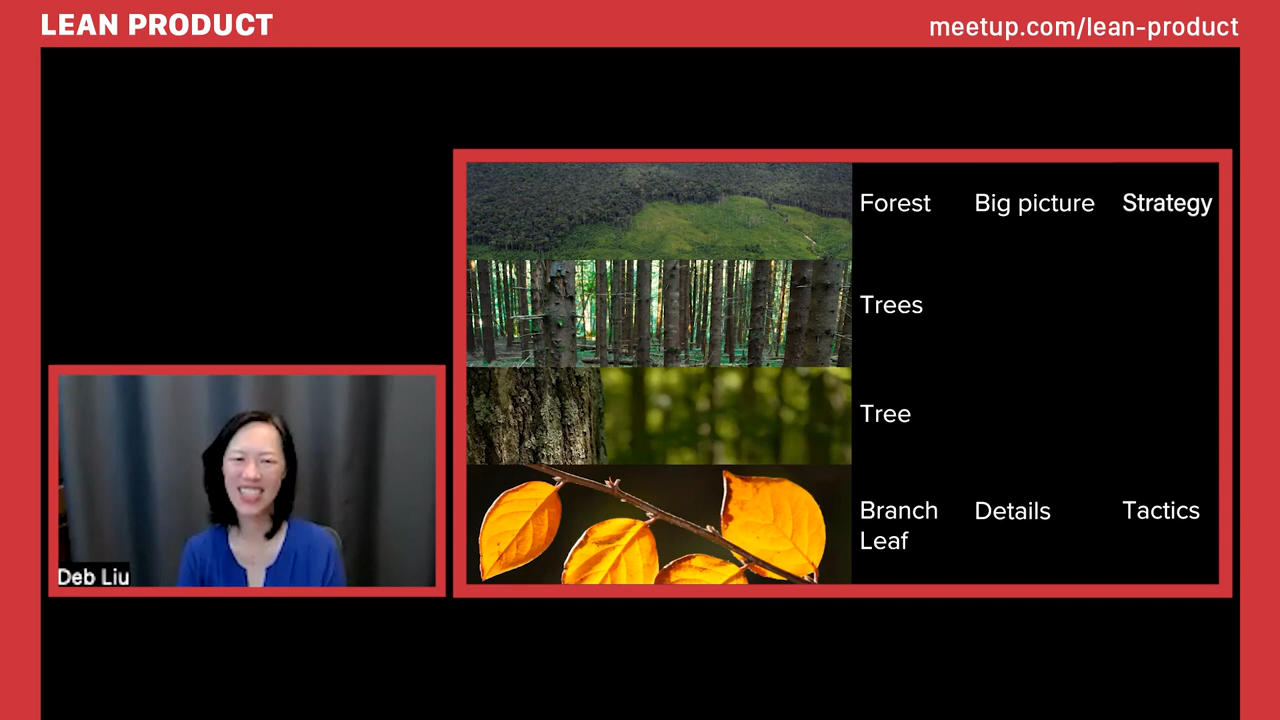 LEAN PRODUCT
meetup.com/lean-product
Forest Big picture Strategy
Trees
Tree
Branch Details Tactics
Leaf
Deb Liu